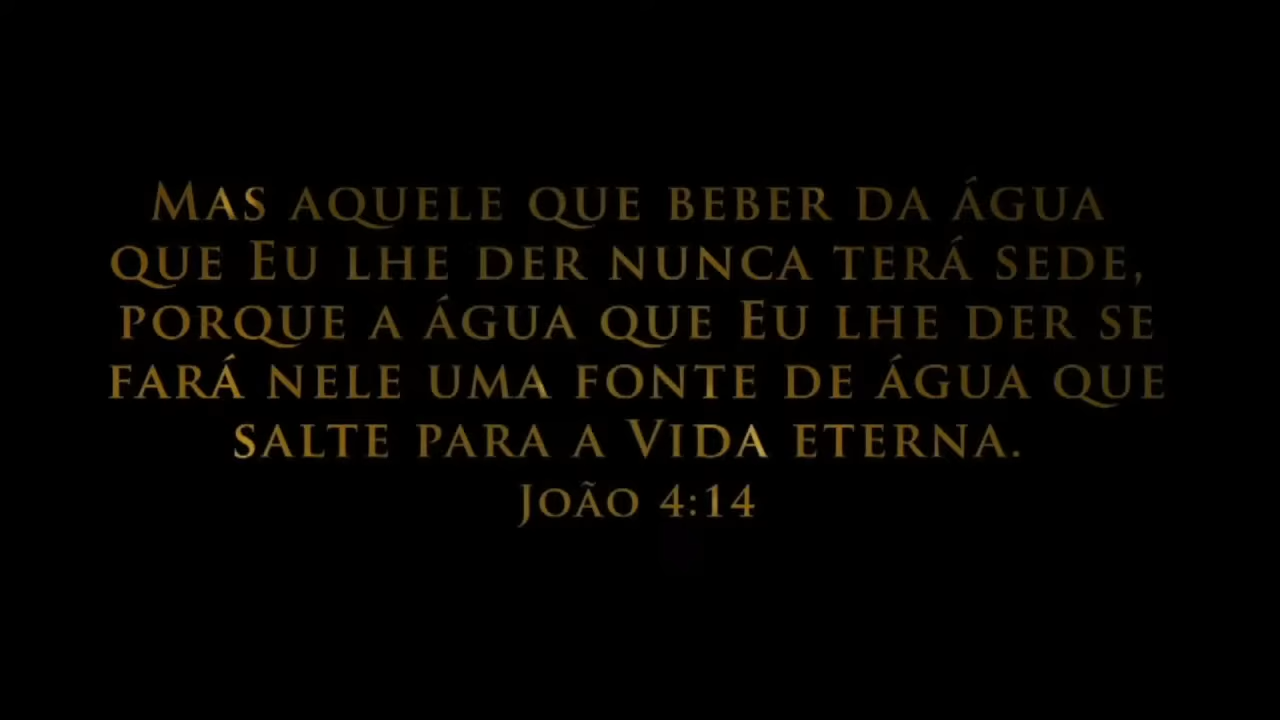 Mas aquele que beber da água
que Eu lhe der nunca terá sede,
porque a água que Eu lhe der se
fará nele uma fonte de água que
salte para a Vida eterna.
João 4:14